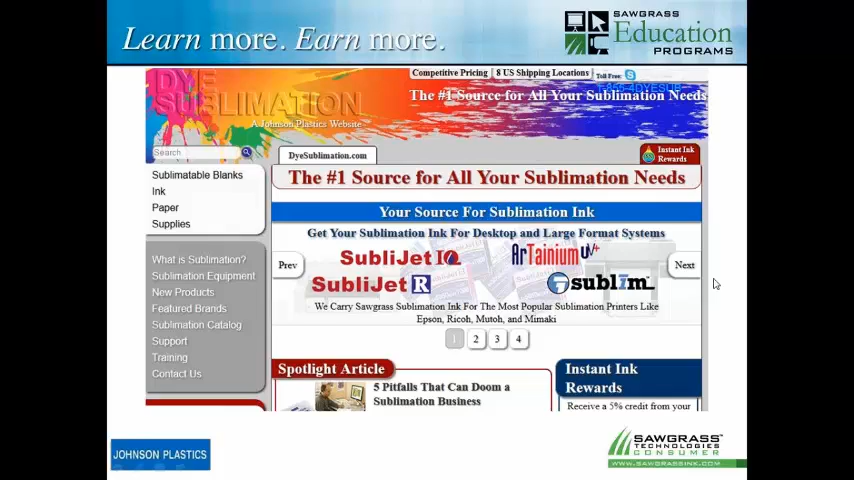 Learn more. Earn more.
SAWGRASS
Education
PROGRAMS
Competitive Pricing
8 US Shipping Locations
Toll Free:
DYE
SUBLIMATION
The #1 Source for All Your Sublimation Needs
A Johnson Plastics Website
Search
DyeSublimation.com
Instant Ink
Rewards
Sublimatable Blanks
Ink
Paper
Supplies
The #1 Source for All Your Sublimation Needs
Your Source For Sublimation Ink
Get Your Sublimation Ink For Desktop and Large Format Systems
What is Sublimation?
Sublimation Equipment
New Products
Featured Brands
Sublimation Catalog
Support
Training
Contact Us
Prev
SubliJet IQ
ArTainium UV+
SubliJet R
sublim
Next
We Carry Sawgrass Sublimation Ink For The Most Popular Sublimation Printers Like
Epson, Ricoh, Mutoh, and Mimaki
1 2 3 4
Spotlight Article
5 Pitfalls That Can Doom a
Sublimation Business
Instant Ink
Rewards
Receive a 5% credit from your
JOHNSON PLASTICS
SAWGRASS
TECHNOLOGIES
CONSUMER
WWW.SAWGRASSINK.COM